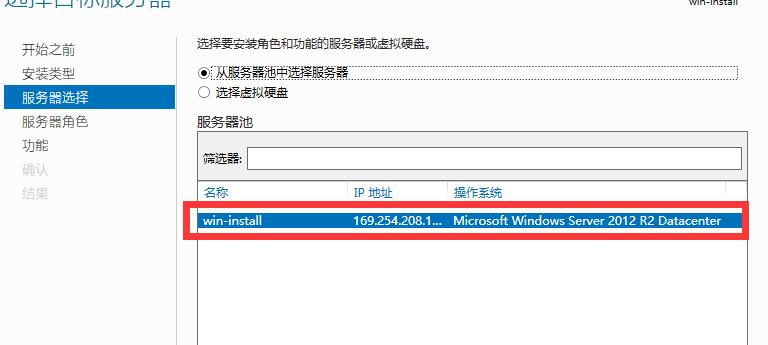 选择目标服务器
win-install
开始之前
安装类型
服务器选择
服务器角色
功能
确认
结果
选择要安装角色和功能的服务器或虚拟硬盘。
从服务器池中选择服务器
选择虚拟硬盘
服务器池
筛选器:
名称 IP 地址 操作系统
win-install 169.254.208.1... Microsoft Windows Server 2012 R2 Datacenter